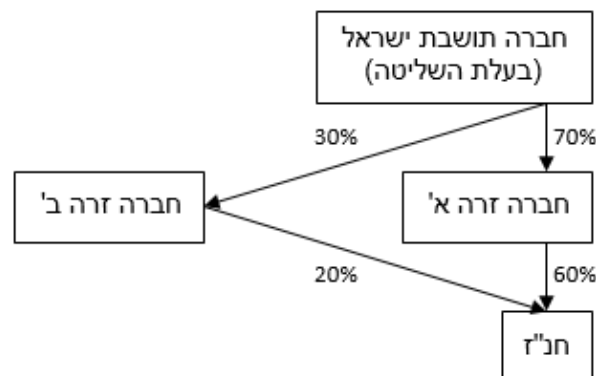 חברה תושבת ישראל
(בעלת השליטה)
30%
70%
חברה זרה ב'
חברה זרה א'
20%
60%
חנ"ז